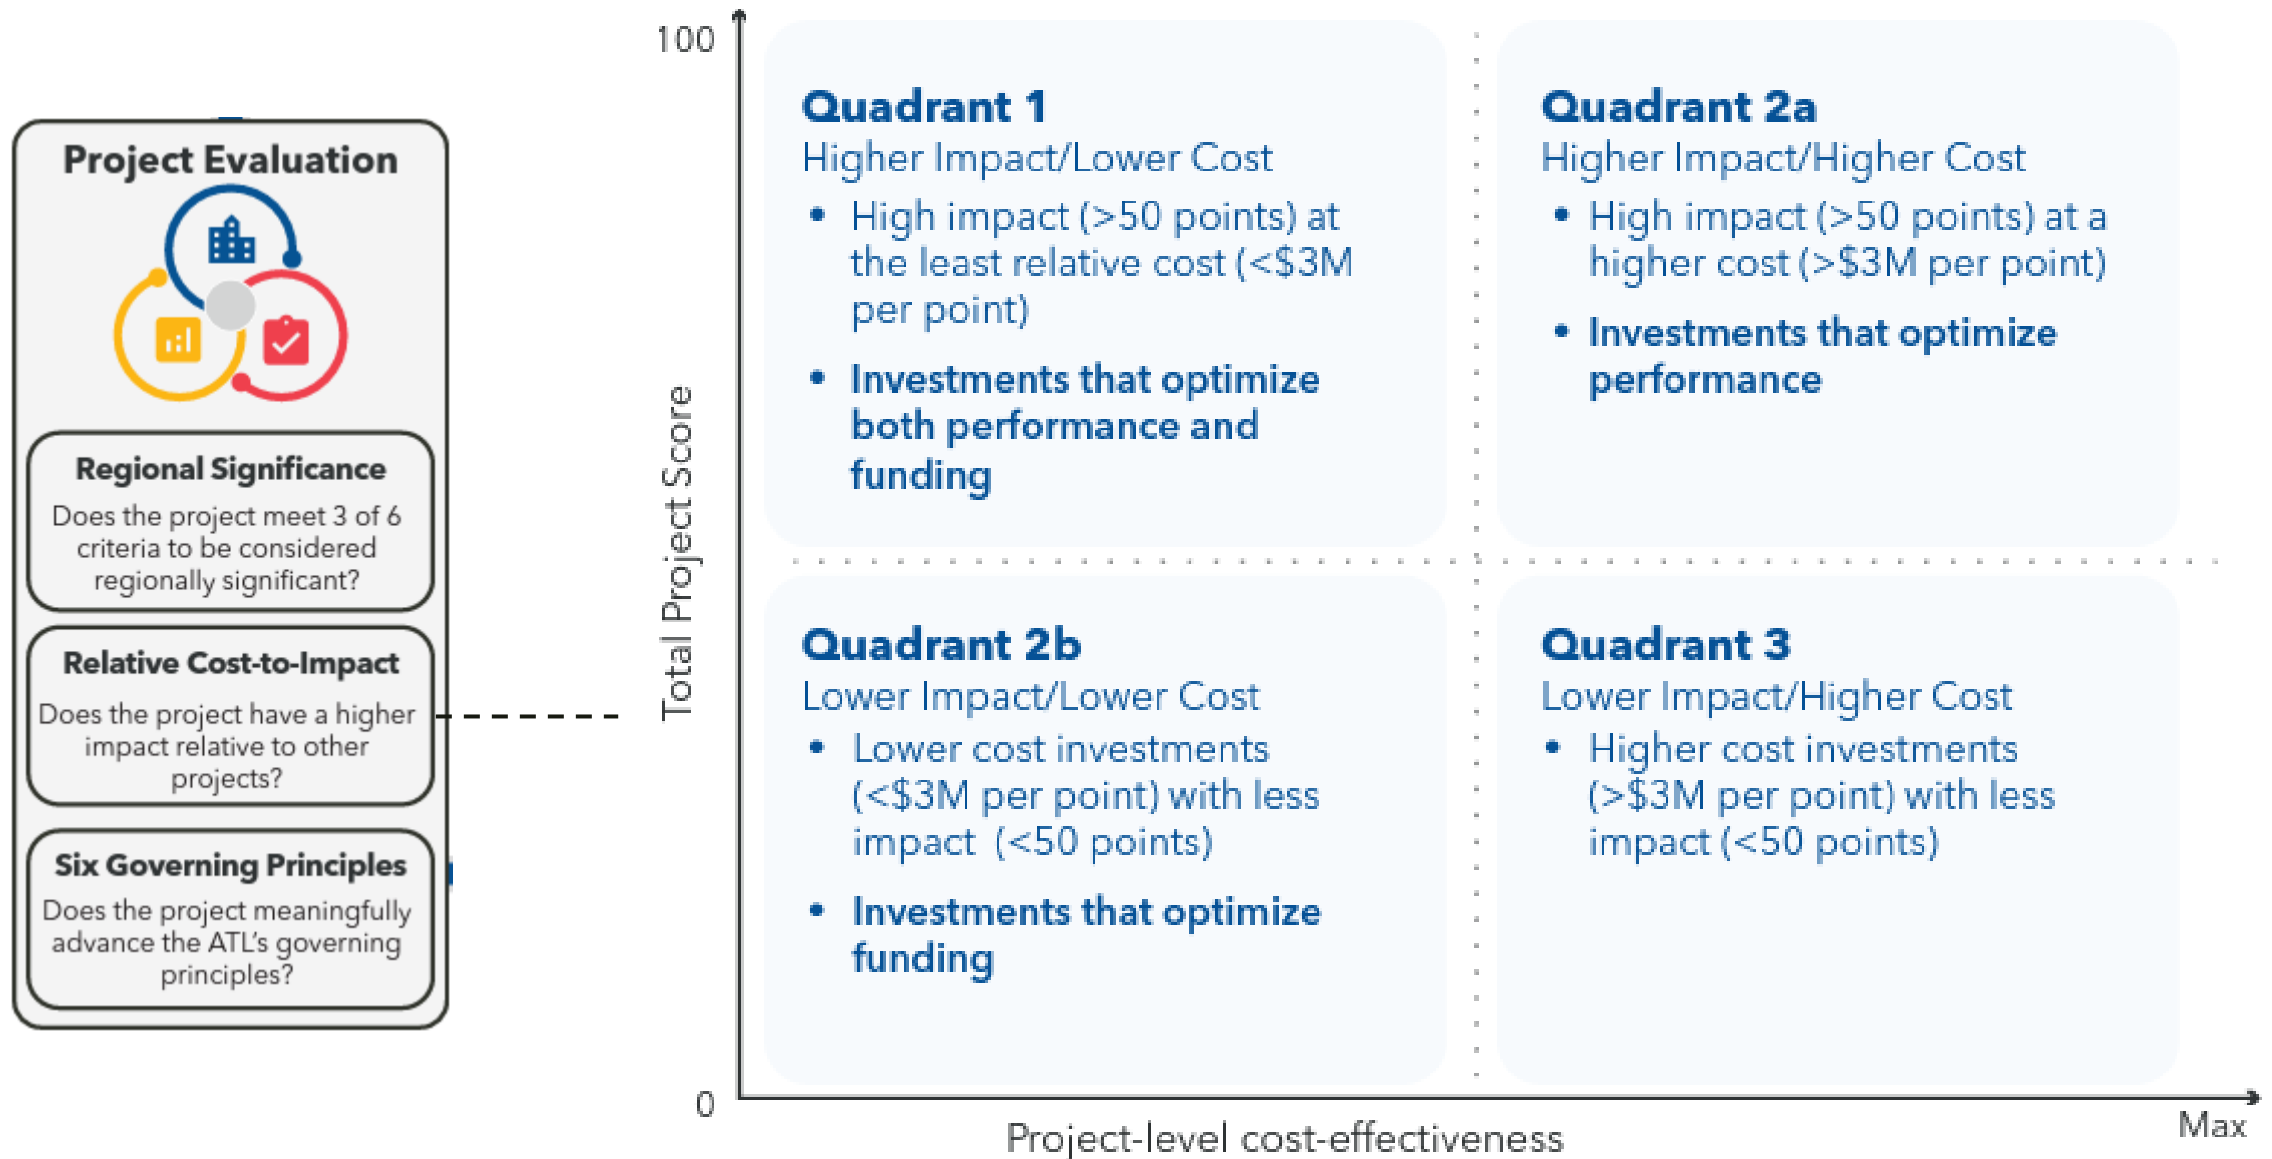 Project Evaluation
Regional Significance
Does the project meet 3 of 6
criteria to be considered
regionally significant?
Relative Cost-to-Impact
Does the project have a higher
impact relative to other
projects?
Six Governing Principles
Does the project meaningfully
advance the ATL's governing
principles?
100
Total Project Score
0
Quadrant 1
Higher Impact/Lower Cost
• High impact (>50 points) at
the least relative cost (<$3M
per point)
• Investments that optimize
both performance and
funding
Quadrant 2a
Higher Impact/Higher Cost
• High impact (>50 points) at a
higher cost (>$3M per point)
• Investments that optimize
performance
Quadrant 2b
Lower Impact/Lower Cost
• Lower cost investments
(<$3M per point) with less
impact (<50 points)
• Investments that optimize
funding
Quadrant 3
Lower Impact/Higher Cost
• Higher cost investments
(>$3M per point) with less
impact (<50 points)
Project-level cost-effectiveness
Max